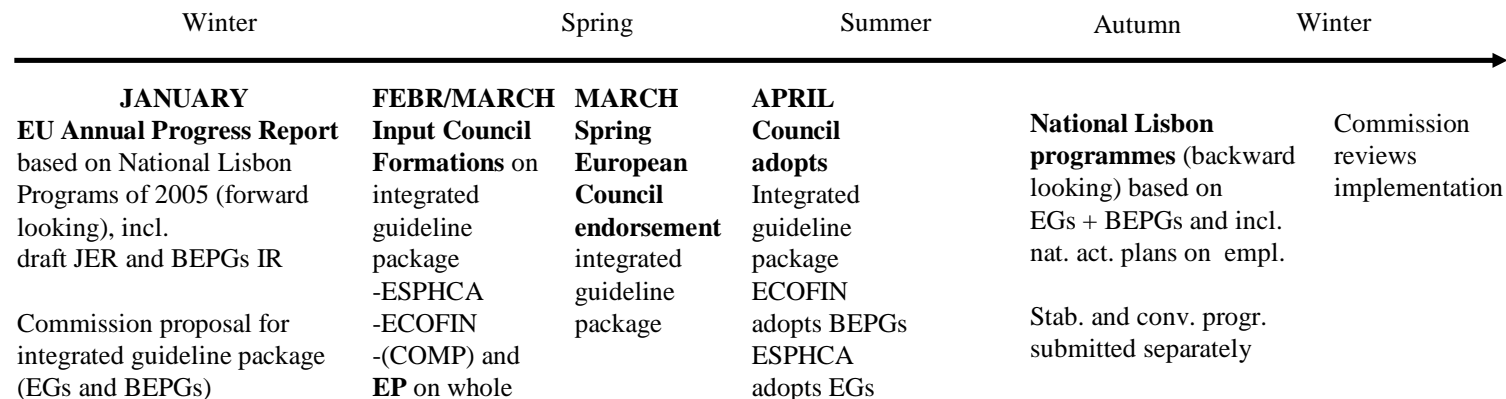 Winter Spring Summer Autumn Winter
JANUARY
EU Annual Progress Report
based on National Lisbon
Programs of 2005 (forward
looking), incl.
draft JER and BEPGs IR
Commission proposal for
integrated guideline package
(EGs and BEPGs)
FEBR/MARCH
Input Council
Formations on
integrated
guideline
package
-ESPHCA
-ECOFIN
-(COMP) and
EP on whole
MARCH
Spring
European
Council
endorsement
integrated
guideline
package
APRIL
Council
adopts
Integrated
guideline
package
ECOFIN
adopts BEPGs
ESPHCA
adopts EGs
National Lisbon
programmes (backward
looking) based on
EGs + BEPGs and incl.
nat. act. plans on empl.
Stab. and conv. progr.
submitted separately
Commission
reviews
implementation